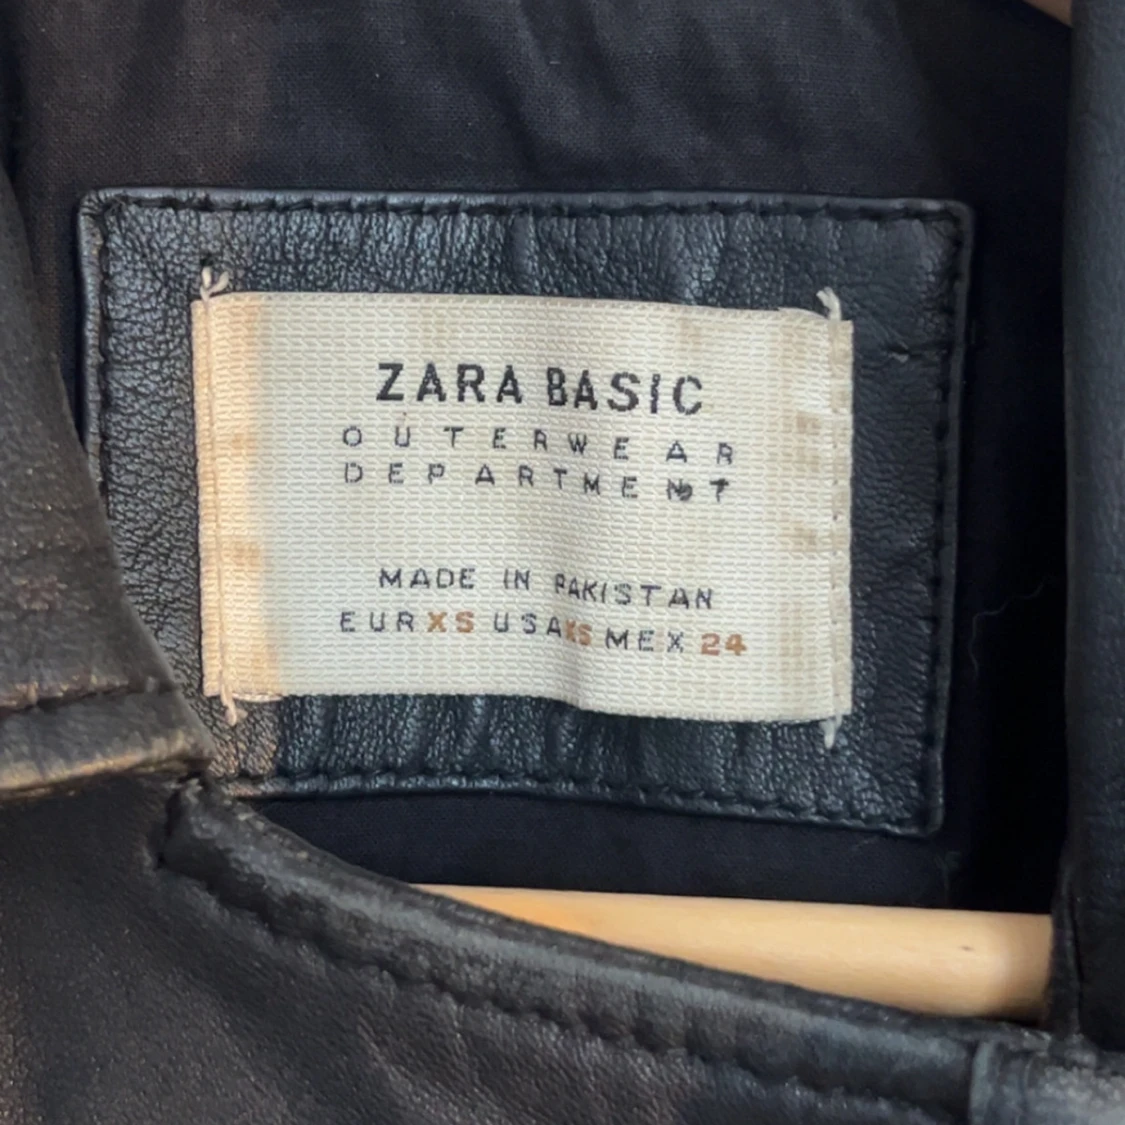 ZARA BASIC
OUTERWEAR
DEPARTMENT
MADE IN PAKISTAN
EUR XS USA XS MEX 24